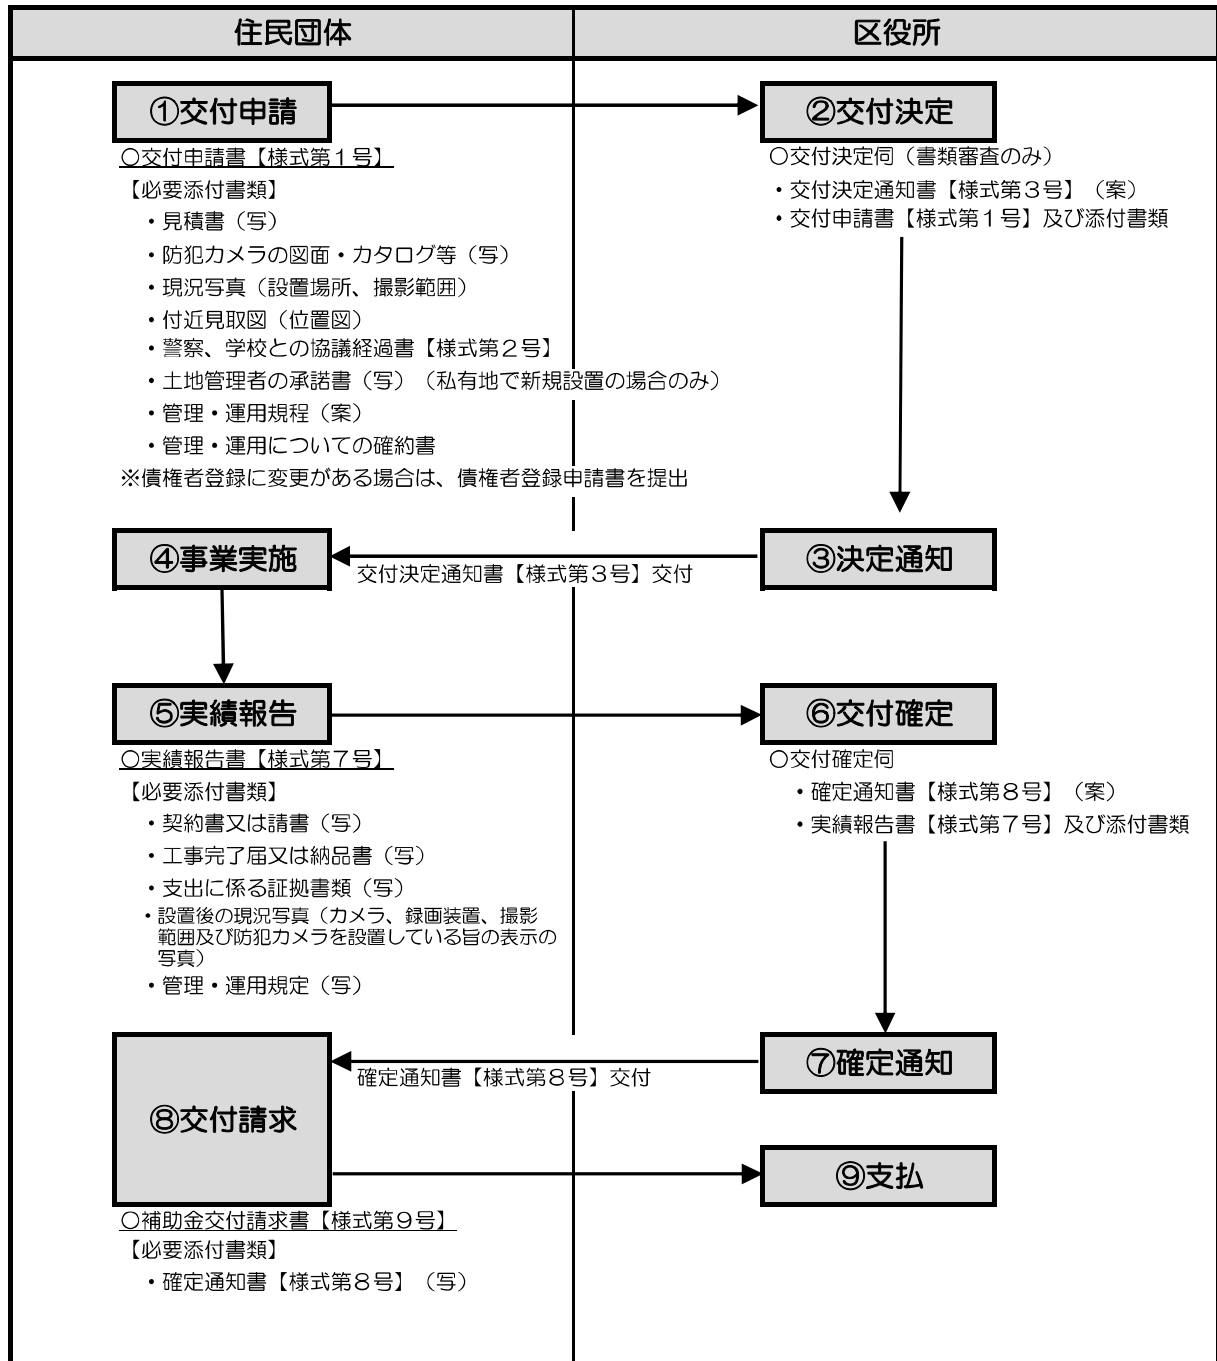 住民団体
区役所
①交付申請
○交付申請書【様式第１号】
【必要添付書類】
・見積書（写）
・防犯カメラの図面・カタログ等（写）
・現況写真（設置場所、撮影範囲）
・付近見取図（位置図）
・警察、学校との協議経過書【様式第２号】
・土地管理者の承諾書（写）（私有地で新規設置の場合のみ）
・管理・運用規程（案）
・管理・運用についての確約書
※債権者登録に変更がある場合は、債権者登録申請書を提出
②交付決定
○交付決定伺（書類審査のみ）
・交付決定通知書【様式第３号】（案）
・交付申請書【様式第１号】及び添付書類
③決定通知
交付決定通知書【様式第３号】交付
④事業実施
⑤実績報告
○実績報告書【様式第７号】
【必要添付書類】
・契約書又は請書（写）
・工事完了届又は納品書（写）
・支出に係る証拠書類（写）
・設置後の現況写真（カメラ、録画装置、撮影
範囲及び防犯カメラを設置している旨の表示の
写真）
・管理・運用規定（写）
⑥交付確定
○交付確定伺
・確定通知書【様式第８号】（案）
・実績報告書【様式第７号】及び添付書類
⑦確定通知
確定通知書【様式第８号】交付
⑧交付請求
⑨支払
○補助金交付請求書【様式第９号】
【必要添付書類】
・確定通知書【様式第８号】（写）